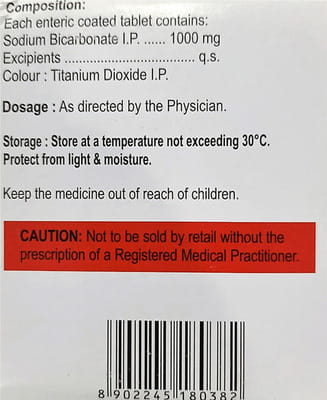 Composition:
Each enteric coated tablet contains:
Sodium Bicarbonate I.P. ...... 1000 mg
Excipients .................................... q.s.
Colour : Titanium Dioxide I.P.
Dosage : As directed by the Physician.
Storage : Store at a temperature not exceeding 30°C.
Protect from light & moisture.
Keep the medicine out of reach of children.
CAUTION: Not to be sold by retail without the
prescription of a Registered Medical Practitioner.
8 902245 180382